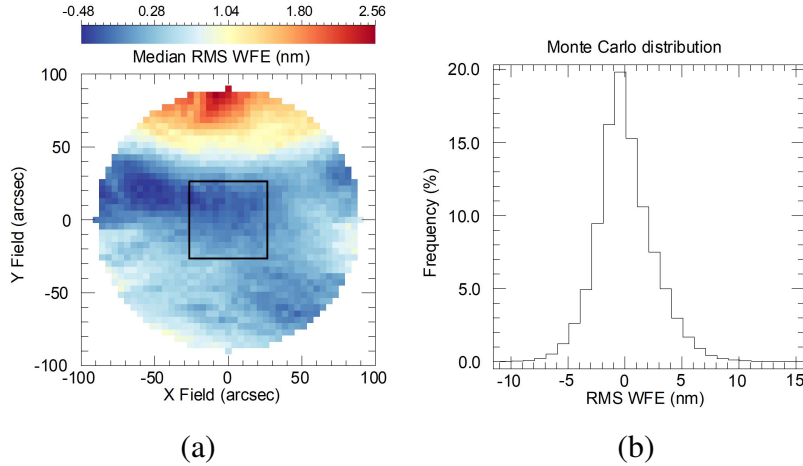 -0.48 0.28 1.04 1.80 2.56
Median RMS WFE (nm)
100
50
0
-50
-100
Y Field (arcsec)
-100 -50 0 50 100
X Field (arcsec)
(a)
Monte Carlo distribution
20.0
15.0
10.0
5.0
0.0
Frequency (%)
-10 -5 0 5 10 15
RMS WFE (nm)
(b)